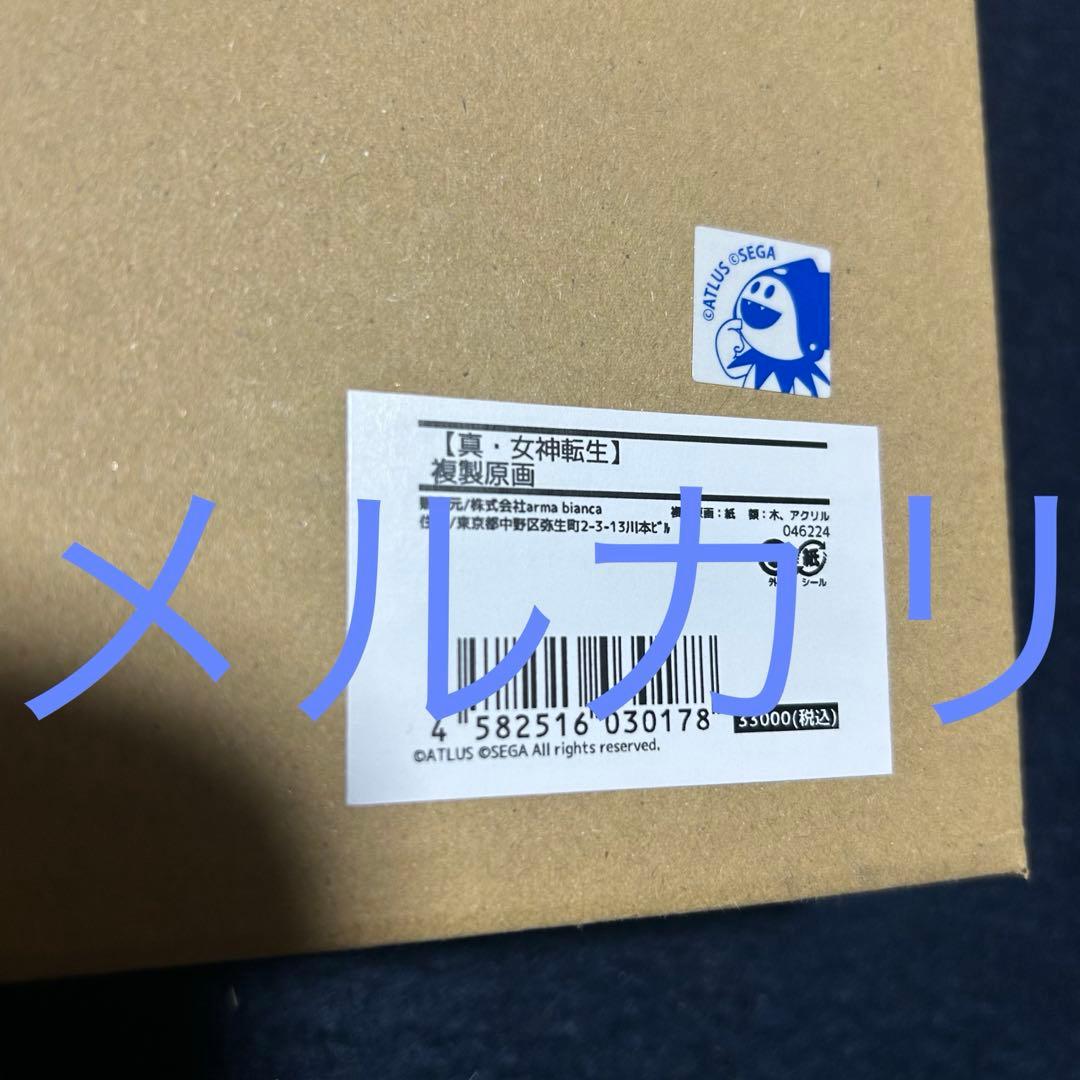 ©ATLUS ©SEGA
【真・女神転生】
複製原画
元/株式会社arma bianca
/東京都中野区弥生町2-3-13川本ビル
原画：紙 額：木、アクリル
046224
紙
外 シール
メルカリ
4 582516 030178
33000(税込)
©ATLUS ©SEGA All rights reserved.